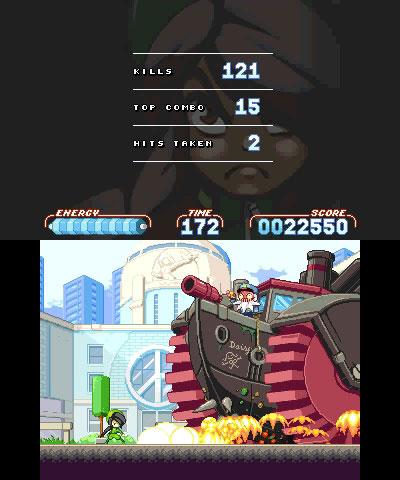 KILLS 121
TOP COMBO 15
HITS TAKEN 2
ENERGY TIME SCORE
172 0022550
Daisy